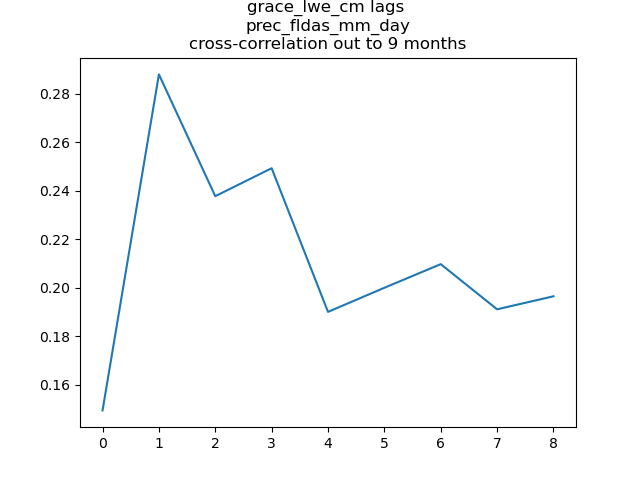 grace_lwe_cm lags
prec_fldas_mm_day
cross-correlation out to 9 months
0.28
0.26
0.24
0.22
0.20
0.18
0.16
0 1 2 3 4 5 6 7 8